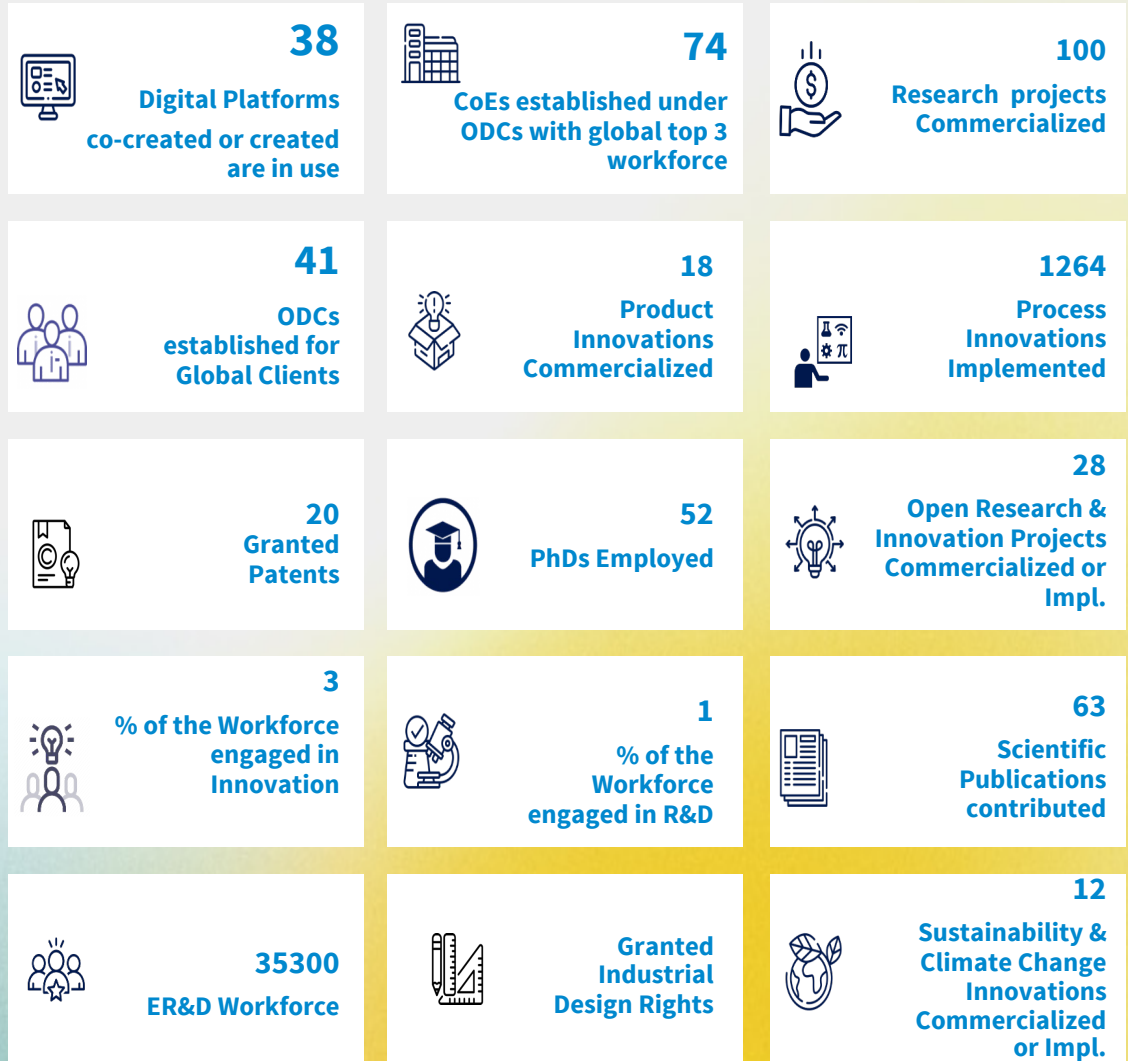 38
Digital Platforms
co-created or created
are in use
74
CoEs established under
ODCs with global top 3
workforce
100
Research projects
Commercialized
41
ODCs
established for
Global Clients
18
Product
Innovations
Commercialized
1264
Process
Innovations
Implemented
20
Granted
Patents
52
PhDs Employed
28
Open Research &
Innovation Projects
Commercialized or
Impl.
3
% of the Workforce
engaged in
Innovation
1
% of the
Workforce
engaged in R&D
63
Scientific
Publications
contributed
35300
ER&D Workforce
Granted
Industrial
Design Rights
12
Sustainability &
Climate Change
Innovations
Commercialized
or Impl.